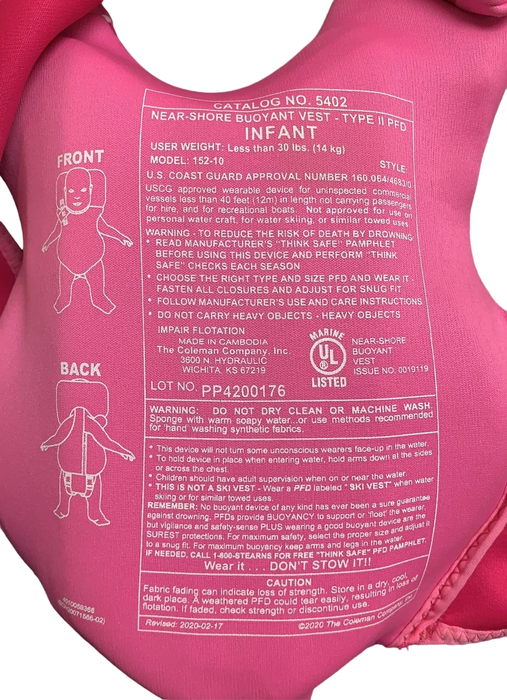 CATALOG NO. 5402
NEAR-SHORE BUOYANT VEST - TYPE II PFD
INFANT
USER WEIGHT: Less than 30 lbs. (14 kg)
MODEL: 152-10 STYLE:
U.S. COAST GUARD APPROVAL NUMBER 160.064/4683/0
USCG approved wearable device for uninspected commercial
vessels less than 40 feet (12m) in length not carrying passengers
for hire, and for recreational boats. Not approved for use on
personal water craft, for water skiing, or similar towed uses
WARNING - TO REDUCE THE RISK OF DEATH BY DROWNING
• READ MANUFACTURER'S "THINK SAFE" PAMPHLET
BEFORE USING THIS DEVICE AND PERFORM "THINK
SAFE" CHECKS EACH SEASON
• CHOOSE THE RIGHT TYPE AND SIZE PFD AND WEAR IT -
FASTEN ALL CLOSURES AND ADJUST FOR SNUG FIT
• FOLLOW MANUFACTURER'S USE AND CARE INSTRUCTIONS
• DO NOT CARRY HEAVY OBJECTS - HEAVY OBJECTS
IMPAIR FLOTATION
MADE IN CAMBODIA
The Coleman Company, Inc.
3600 N. HYDRAULIC
WICHITA, KS 67219
MARINE
UL
®
LISTED
NEAR-SHORE
BUOYANT
VEST
ISSUE NO. 0019119
LOT NO. PP4200176
WARNING: DO NOT DRY CLEAN OR MACHINE WASH.
Sponge with warm soapy water...or use methods recommended
for 'hand' washing synthetic fabrics.
• This device will not turn some unconscious wearers face-up in the water.
• To hold device in place when entering water, hold arms down at the sides
or across the chest.
• Children should have adult supervision when on or near the water.
• THIS IS NOT A SKI VEST - Wear a PFD labeled "SKI VEST" when water
skiing or for similar towed uses.
REMEMBER: No buoyant device of any kind has ever been a sure guarantee
against drowning. PFDs provide BUOYANCY to support or 'float' the wearer,
but vigilance and safety-sense PLUS wearing a good buoyant device are the
SUREST protections. For maximum safety, select the proper size and adjust it
to a snug fit. For maximum buoyancy keep arms and legs in the water.
IF NEEDED, CALL 1-800-STEARNS FOR FREE "THINK SAFE" PFD PAMPHLET.
Wear it . . . DON'T STOW IT!!
CAUTION
Fabric fading can indicate loss of strength. Store in a dry, cool,
dark place. A weathered PFD could tear easily, resulting in loss of
flotation. If faded, check strength or discontinue use.
Revised: 2020-02-17 ©2020 The Coleman Company
FRONT
BACK